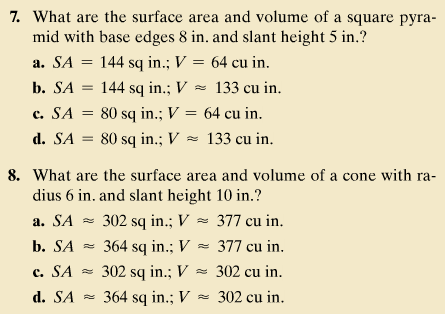 7. What are the surface area and volume of a square pyra-
mid with base edges 8 in. and slant height 5 in.?
a. SA = 144 sq in.; V = 64 cu in.
b. SA = 144 sq in.; V ≈ 133 cu in.
c. SA = 80 sq in.; V = 64 cu in.
d. SA = 80 sq in.; V ≈ 133 cu in.
8. What are the surface area and volume of a cone with ra-
dius 6 in. and slant height 10 in.?
a. SA ≈ 302 sq in.; V ≈ 377 cu in.
b. SA ≈ 364 sq in.; V ≈ 377 cu in.
c. SA ≈ 302 sq in.; V ≈ 302 cu in.
d. SA ≈ 364 sq in.; V ≈ 302 cu in.